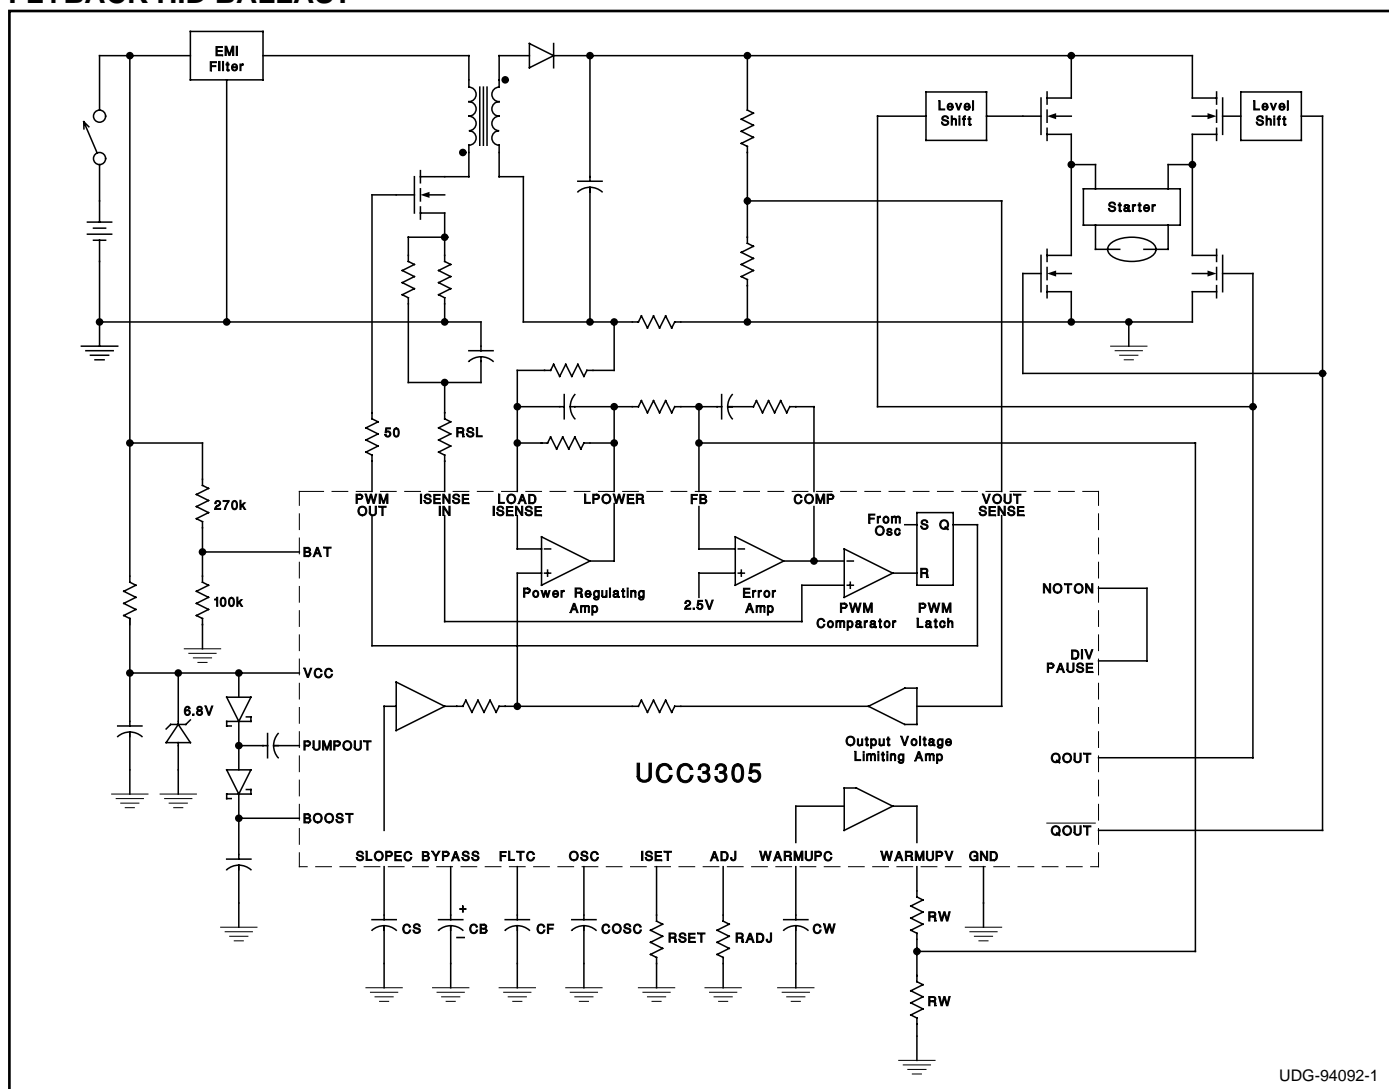 EMI
Filter
Level
Shift
Level
Shift
Starter
50
RSL
270k
100k
PWM
OUT
ISENSE
IN
LOAD
ISENSE
LPOWER
FB
COMP
VOUT
SENSE
From
Osc
S Q
R
BAT
Power Regulating
Amp
2.5V
Error
Amp
PWM
Comparator
PWM
Latch
NOTON
DIV
PAUSE
VCC
6.8V
PUMPOUT
Output Voltage
Limiting Amp
UCC3305
QOUT
BOOST
QOUT
SLOPEC
BYPASS
FLTC
OSC
ISET
ADJ
WARMUPC
WARMUPV
GND
CS
+
CB
CF
COSC
RSET
RADJ
CW
RW
RW
UDG-94092-1